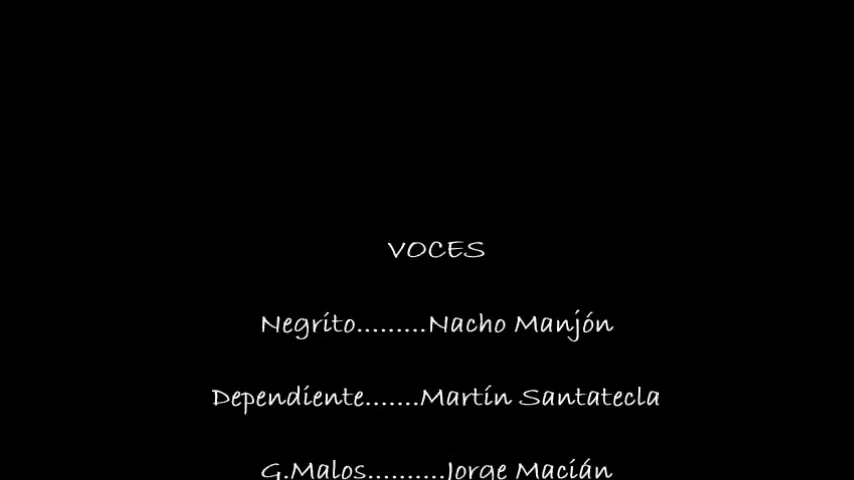 VOCES
Negrito.........Nacho Manjón
Dependiente.......Martín Santatecla
G.Malos..........Jorge Macián